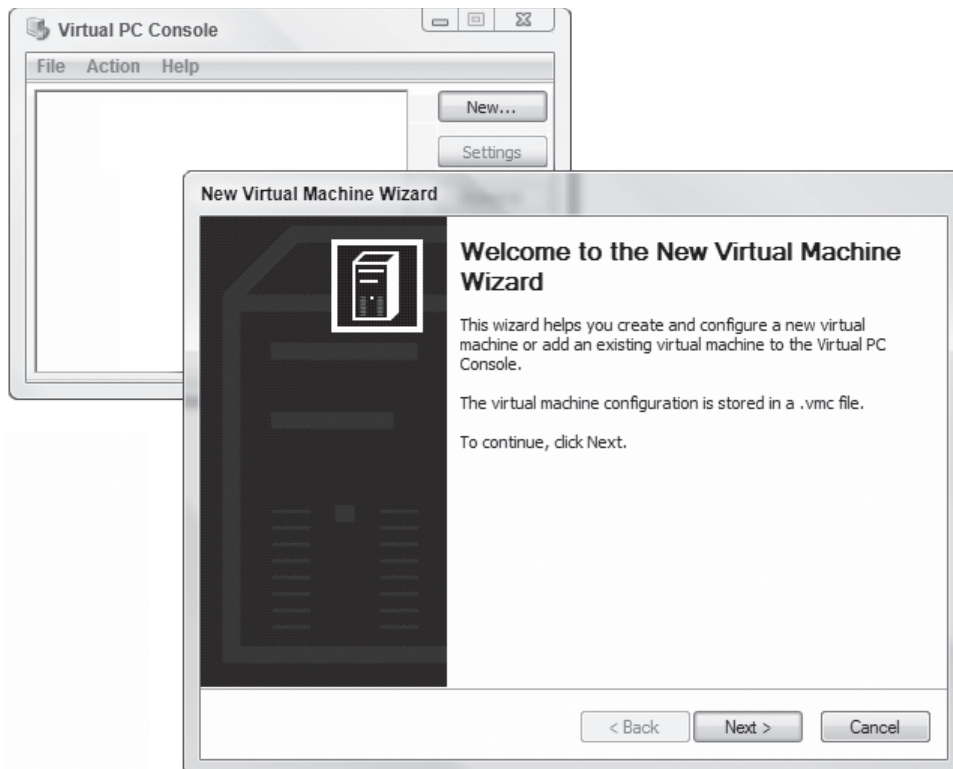 Virtual PC Console
File Action Help
New...
Settings
New Virtual Machine Wizard
Welcome to the New Virtual Machine
Wizard
This wizard helps you create and configure a new virtual
machine or add an existing virtual machine to the Virtual PC
Console.
The virtual machine configuration is stored in a .vmc file.
To continue, click Next.
< Back
Next >
Cancel